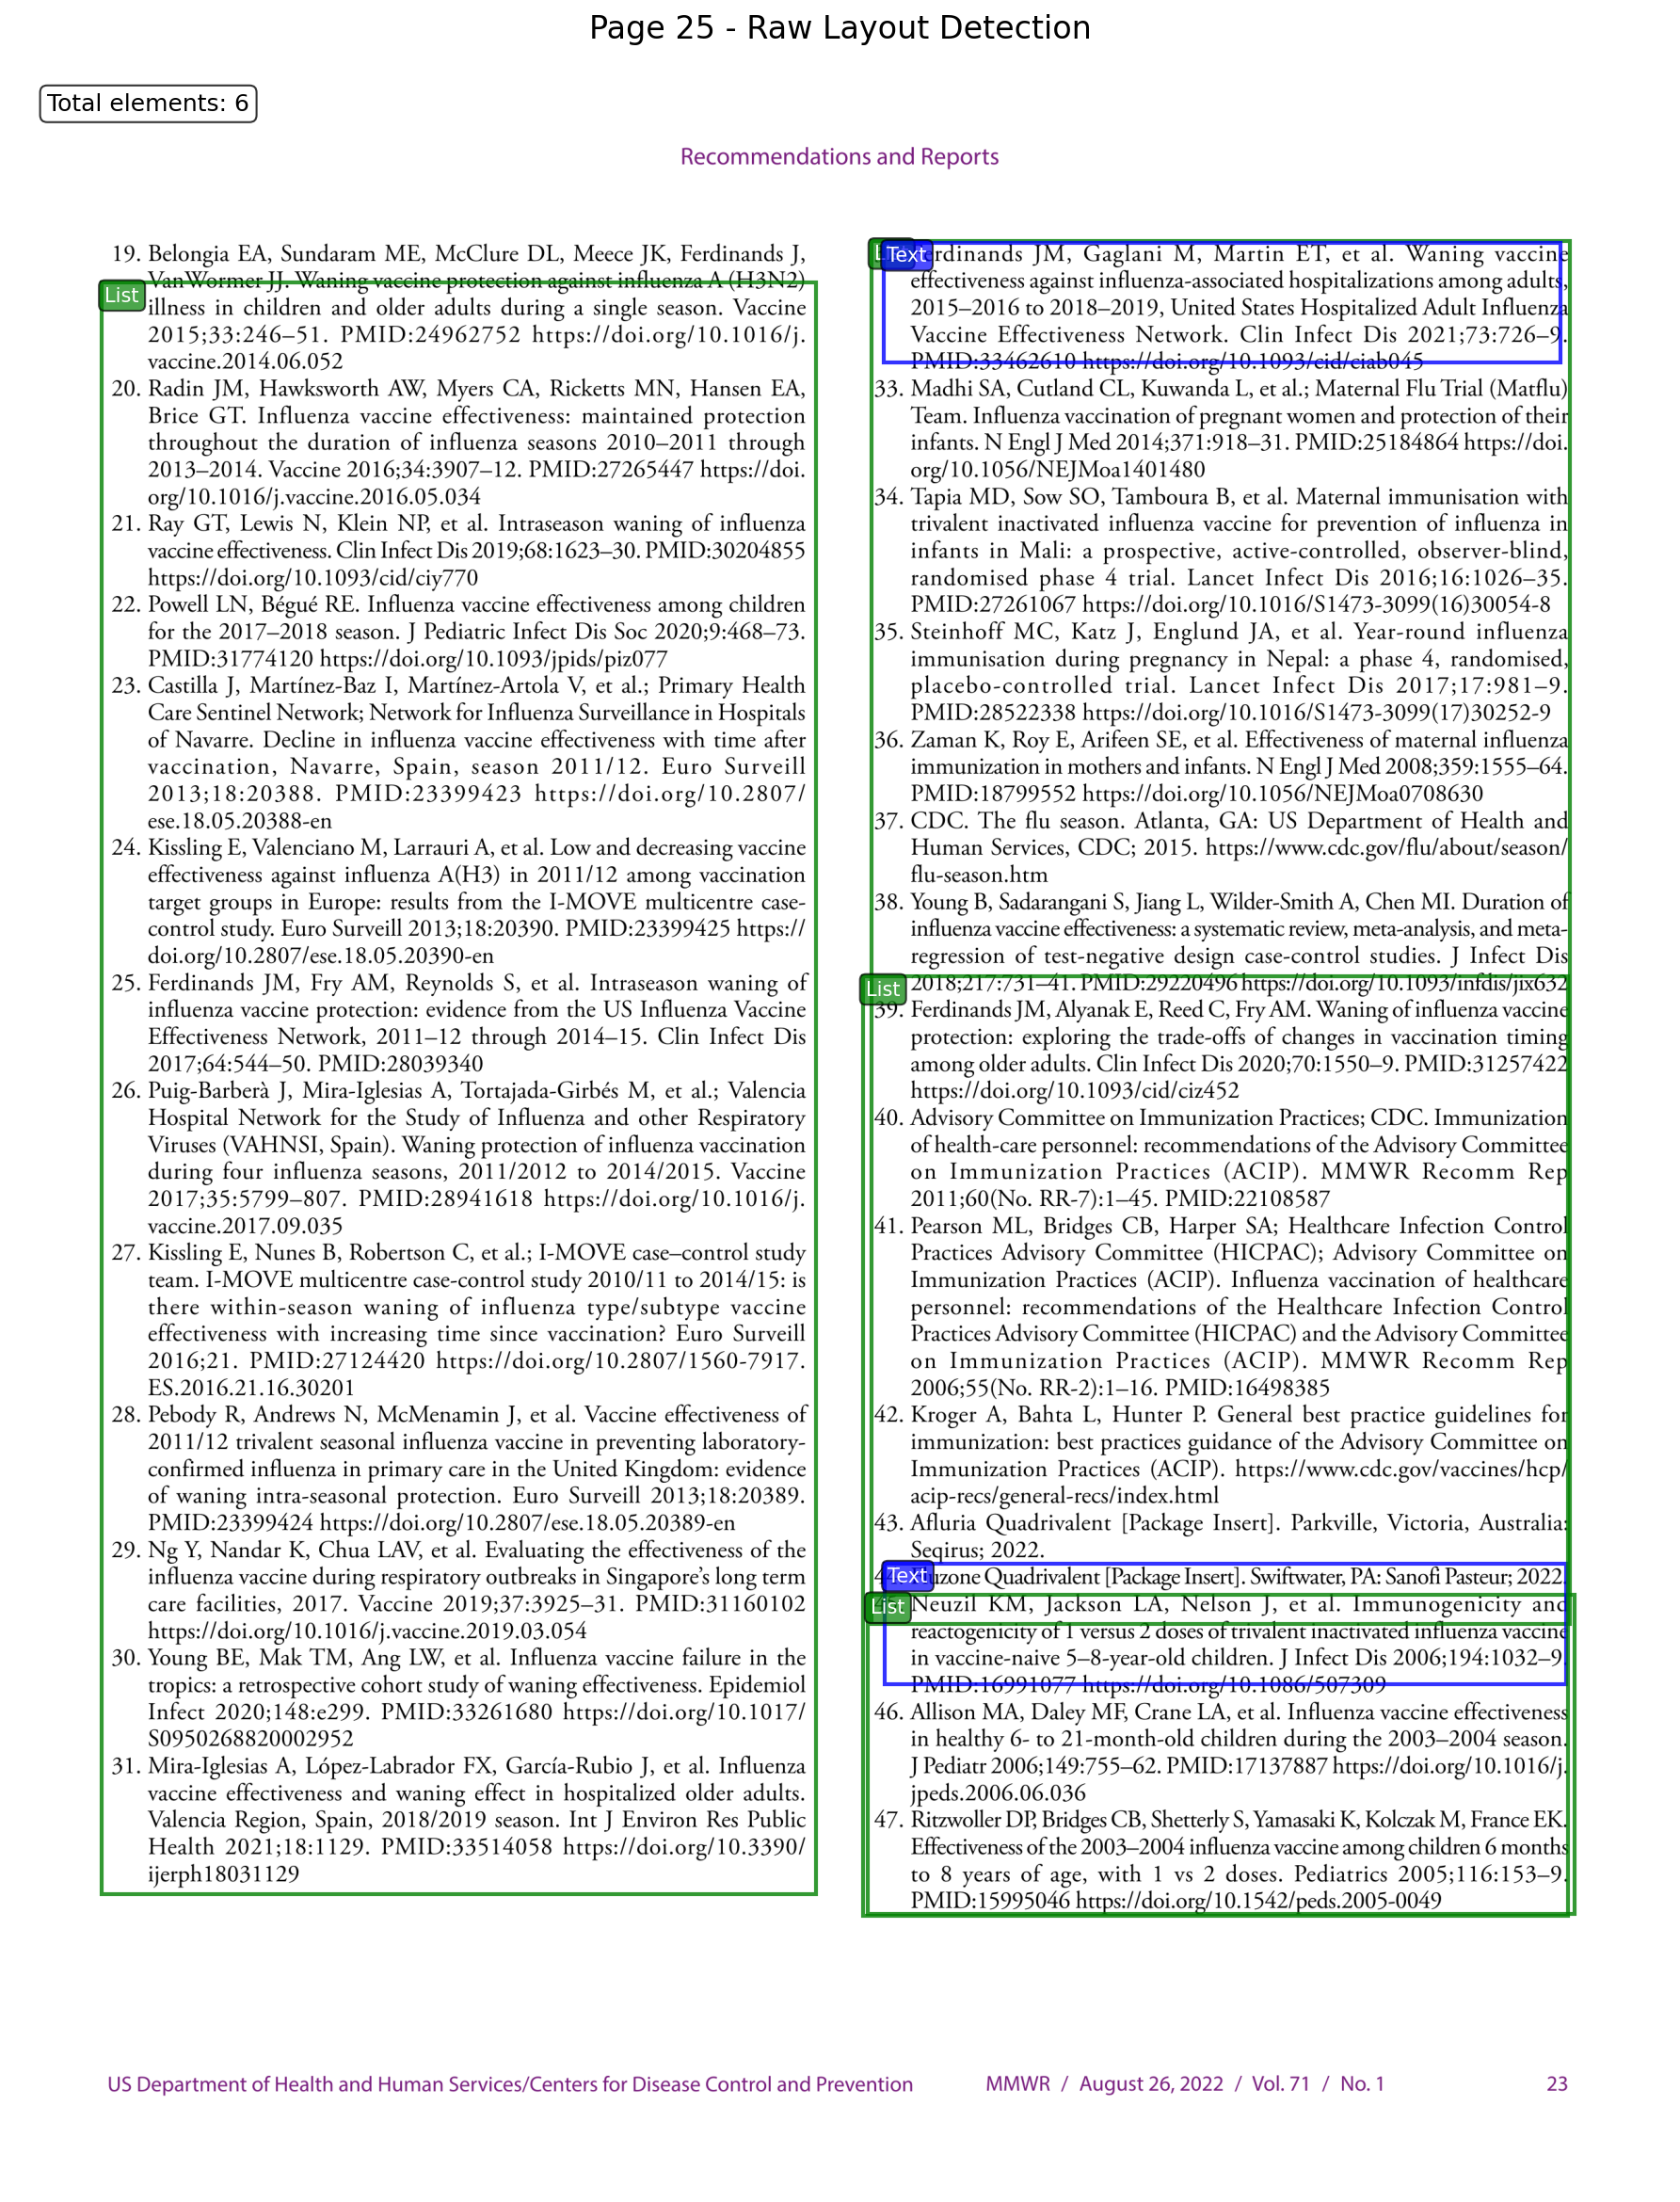 Page 25 - Raw Layout Detection
Total elements: 6
Recommendations and Reports
19. Belongia EA, Sundaram ME, McClure DL, Meece JK, Ferdinands J,
VanWormer JJ. Waning vaccine protection against influenza A (H3N2)
List
illness in children and older adults during a single season. Vaccine
2015;33:246–51. PMID:24962752 https://doi.org/10.1016/j.
vaccine.2014.06.052
20. Radin JM, Hawksworth AW, Myers CA, Ricketts MN, Hansen EA,
Brice GT. Influenza vaccine effectiveness: maintained protection
throughout the duration of influenza seasons 2010–2011 through
2013–2014. Vaccine 2016;34:3907–12. PMID:27265447 https://doi.
org/10.1016/j.vaccine.2016.05.034
21. Ray GT, Lewis N, Klein NP, et al. Intraseason waning of influenza
vaccine effectiveness. Clin Infect Dis 2019;68:1623–30. PMID:30204855
https://doi.org/10.1093/cid/ciy770
22. Powell LN, Bégué RE. Influenza vaccine effectiveness among children
for the 2017–2018 season. J Pediatric Infect Dis Soc 2020;9:468–73.
PMID:31774120 https://doi.org/10.1093/jpids/piz077
23. Castilla J, Martínez-Baz I, Martínez-Artola V, et al.; Primary Health
Care Sentinel Network; Network for Influenza Surveillance in Hospitals
of Navarre. Decline in influenza vaccine effectiveness with time after
vaccination, Navarre, Spain, season 2011/12. Euro Surveill
2013;18:20388. PMID:23399423 https://doi.org/10.2807/
ese.18.05.20388-en
24. Kissling E, Valenciano M, Larrauri A, et al. Low and decreasing vaccine
effectiveness against influenza A(H3) in 2011/12 among vaccination
target groups in Europe: results from the I-MOVE multicentre case-
control study. Euro Surveill 2013;18:20390. PMID:23399425 https://
doi.org/10.2807/ese.18.05.20390-en
25. Ferdinands JM, Fry AM, Reynolds S, et al. Intraseason waning of
influenza vaccine protection: evidence from the US Influenza Vaccine
Effectiveness Network, 2011–12 through 2014–15. Clin Infect Dis
2017;64:544–50. PMID:28039340
26. Puig-Barberà J, Mira-Iglesias A, Tortajada-Girbés M, et al.; Valencia
Hospital Network for the Study of Influenza and other Respiratory
Viruses (VAHNSI, Spain). Waning protection of influenza vaccination
during four influenza seasons, 2011/2012 to 2014/2015. Vaccine
2017;35:5799–807. PMID:28941618 https://doi.org/10.1016/j.
vaccine.2017.09.035
27. Kissling E, Nunes B, Robertson C, et al.; I-MOVE case–control study
team. I-MOVE multicentre case-control study 2010/11 to 2014/15: is
there within-season waning of influenza type/subtype vaccine
effectiveness with increasing time since vaccination? Euro Surveill
2016;21. PMID:27124420 https://doi.org/10.2807/1560-7917.
ES.2016.21.16.30201
28. Pebody R, Andrews N, McMenamin J, et al. Vaccine effectiveness of
2011/12 trivalent seasonal influenza vaccine in preventing laboratory-
confirmed influenza in primary care in the United Kingdom: evidence
of waning intra-seasonal protection. Euro Surveill 2013;18:20389.
PMID:23399424 https://doi.org/10.2807/ese.18.05.20389-en
29. Ng Y, Nandar K, Chua LAV, et al. Evaluating the effectiveness of the
influenza vaccine during respiratory outbreaks in Singapore's long term
care facilities, 2017. Vaccine 2019;37:3925–31. PMID:31160102
https://doi.org/10.1016/j.vaccine.2019.03.054
30. Young BE, Mak TM, Ang LW, et al. Influenza vaccine failure in the
tropics: a retrospective cohort study of waning effectiveness. Epidemiol
Infect 2020;148:e299. PMID:33261680 https://doi.org/10.1017/
S0950268820002952
31. Mira-Iglesias A, López-Labrador FX, García-Rubio J, et al. Influenza
vaccine effectiveness and waning effect in hospitalized older adults.
Valencia Region, Spain, 2018/2019 season. Int J Environ Res Public
Health 2021;18:1129. PMID:33514058 https://doi.org/10.3390/
ijerph18031129
Text
JM, Gaglani M, Martin ET, et al. Waning vaccine
effectiveness against influenza-associated hospitalizations among adults,
2015–2016 to 2018–2019, United States Hospitalized Adult Influenza
Vaccine Effectiveness Network. Clin Infect Dis 2021;73:726–9.
PMID:33462610 https://doi.org/10.1093/cid/ciab045
33. Madhi SA, Cutland CL, Kuwanda L, et al.; Maternal Flu Trial (Matflu)
Team. Influenza vaccination of pregnant women and protection of their
infants. N Engl J Med 2014;371:918–31. PMID:25184864 https://doi.
org/10.1056/NEJMoa1401480
34. Tapia MD, Sow SO, Tamboura B, et al. Maternal immunisation with
trivalent inactivated influenza vaccine for prevention of influenza in
infants in Mali: a prospective, active-controlled, observer-blind,
randomised phase 4 trial. Lancet Infect Dis 2016;16:1026–35.
PMID:27261067 https://doi.org/10.1016/S1473-3099(16)30054-8
35. Steinhoff MC, Katz J, Englund JA, et al. Year-round influenza
immunisation during pregnancy in Nepal: a phase 4, randomised,
placebo-controlled trial. Lancet Infect Dis 2017;17:981–9.
PMID:28522338 https://doi.org/10.1016/S1473-3099(17)30252-9
36. Zaman K, Roy E, Arifeen SE, et al. Effectiveness of maternal influenza
immunization in mothers and infants. N Engl J Med 2008;359:1555–64.
PMID:18799552 https://doi.org/10.1056/NEJMoa0708630
37. CDC. The flu season. Atlanta, GA: US Department of Health and
Human Services, CDC; 2015. https://www.cdc.gov/flu/about/season/
flu-season.htm
38. Young B, Sadarangani S, Jiang L, Wilder-Smith A, Chen MI. Duration of
influenza vaccine effectiveness: a systematic review, meta-analysis, and meta-
regression of test-negative design case-control studies. J Infect Dis
List
2018;217:731–41. PMID:29220496 https://doi.org/10.1093/infdis/jix632
39. Ferdinands JM, Alyanak E, Reed C, Fry AM. Waning of influenza vaccine
protection: exploring the trade-offs of changes in vaccination timing
among older adults. Clin Infect Dis 2020;70:1550–9. PMID:31257422
https://doi.org/10.1093/cid/ciz452
40. Advisory Committee on Immunization Practices; CDC. Immunization
of health-care personnel: recommendations of the Advisory Committee
on Immunization Practices (ACIP). MMWR Recomm Rep
2011;60(No. RR-7):1–45. PMID:22108587
41. Pearson ML, Bridges CB, Harper SA; Healthcare Infection Control
Practices Advisory Committee (HICPAC); Advisory Committee on
Immunization Practices (ACIP). Influenza vaccination of healthcare
personnel: recommendations of the Healthcare Infection Control
Practices Advisory Committee (HICPAC) and the Advisory Committee
on Immunization Practices (ACIP). MMWR Recomm Rep
2006;55(No. RR-2):1–16. PMID:16498385
42. Kroger A, Bahta L, Hunter P. General best practice guidelines for
immunization: best practices guidance of the Advisory Committee on
Immunization Practices (ACIP). https://www.cdc.gov/vaccines/hcp/
acip-recs/general-recs/index.html
43. Afluria Quadrivalent [Package Insert]. Parkville, Victoria, Australia:
Seqirus; 2022.
Text
Quadrivalent [Package Insert]. Swiftwater, PA: Sanofi Pasteur; 2022.
List
Neuzil KM, Jackson LA, Nelson J, et al. Immunogenicity and
reactogenicity of 1 versus 2 doses of trivalent inactivated influenza vaccine
in vaccine-naive 5–8-year-old children. J Infect Dis 2006;194:1032–9.
PMID:16991077 https://doi.org/10.1086/507309
46. Allison MA, Daley MF, Crane LA, et al. Influenza vaccine effectiveness
in healthy 6- to 21-month-old children during the 2003–2004 season.
J Pediatr 2006;149:755–62. PMID:17137887 https://doi.org/10.1016/j.
jpeds.2006.06.036
47. Ritzwoller DP, Bridges CB, Shetterly S, Yamasaki K, Kolczak M, France EK.
Effectiveness of the 2003–2004 influenza vaccine among children 6 months
to 8 years of age, with 1 vs 2 doses. Pediatrics 2005;116:153–9.
PMID:15995046 https://doi.org/10.1542/peds.2005-0049
US Department of Health and Human Services/Centers for Disease Control and Prevention MMWR / August 26, 2022 / Vol. 71 / No. 1 23